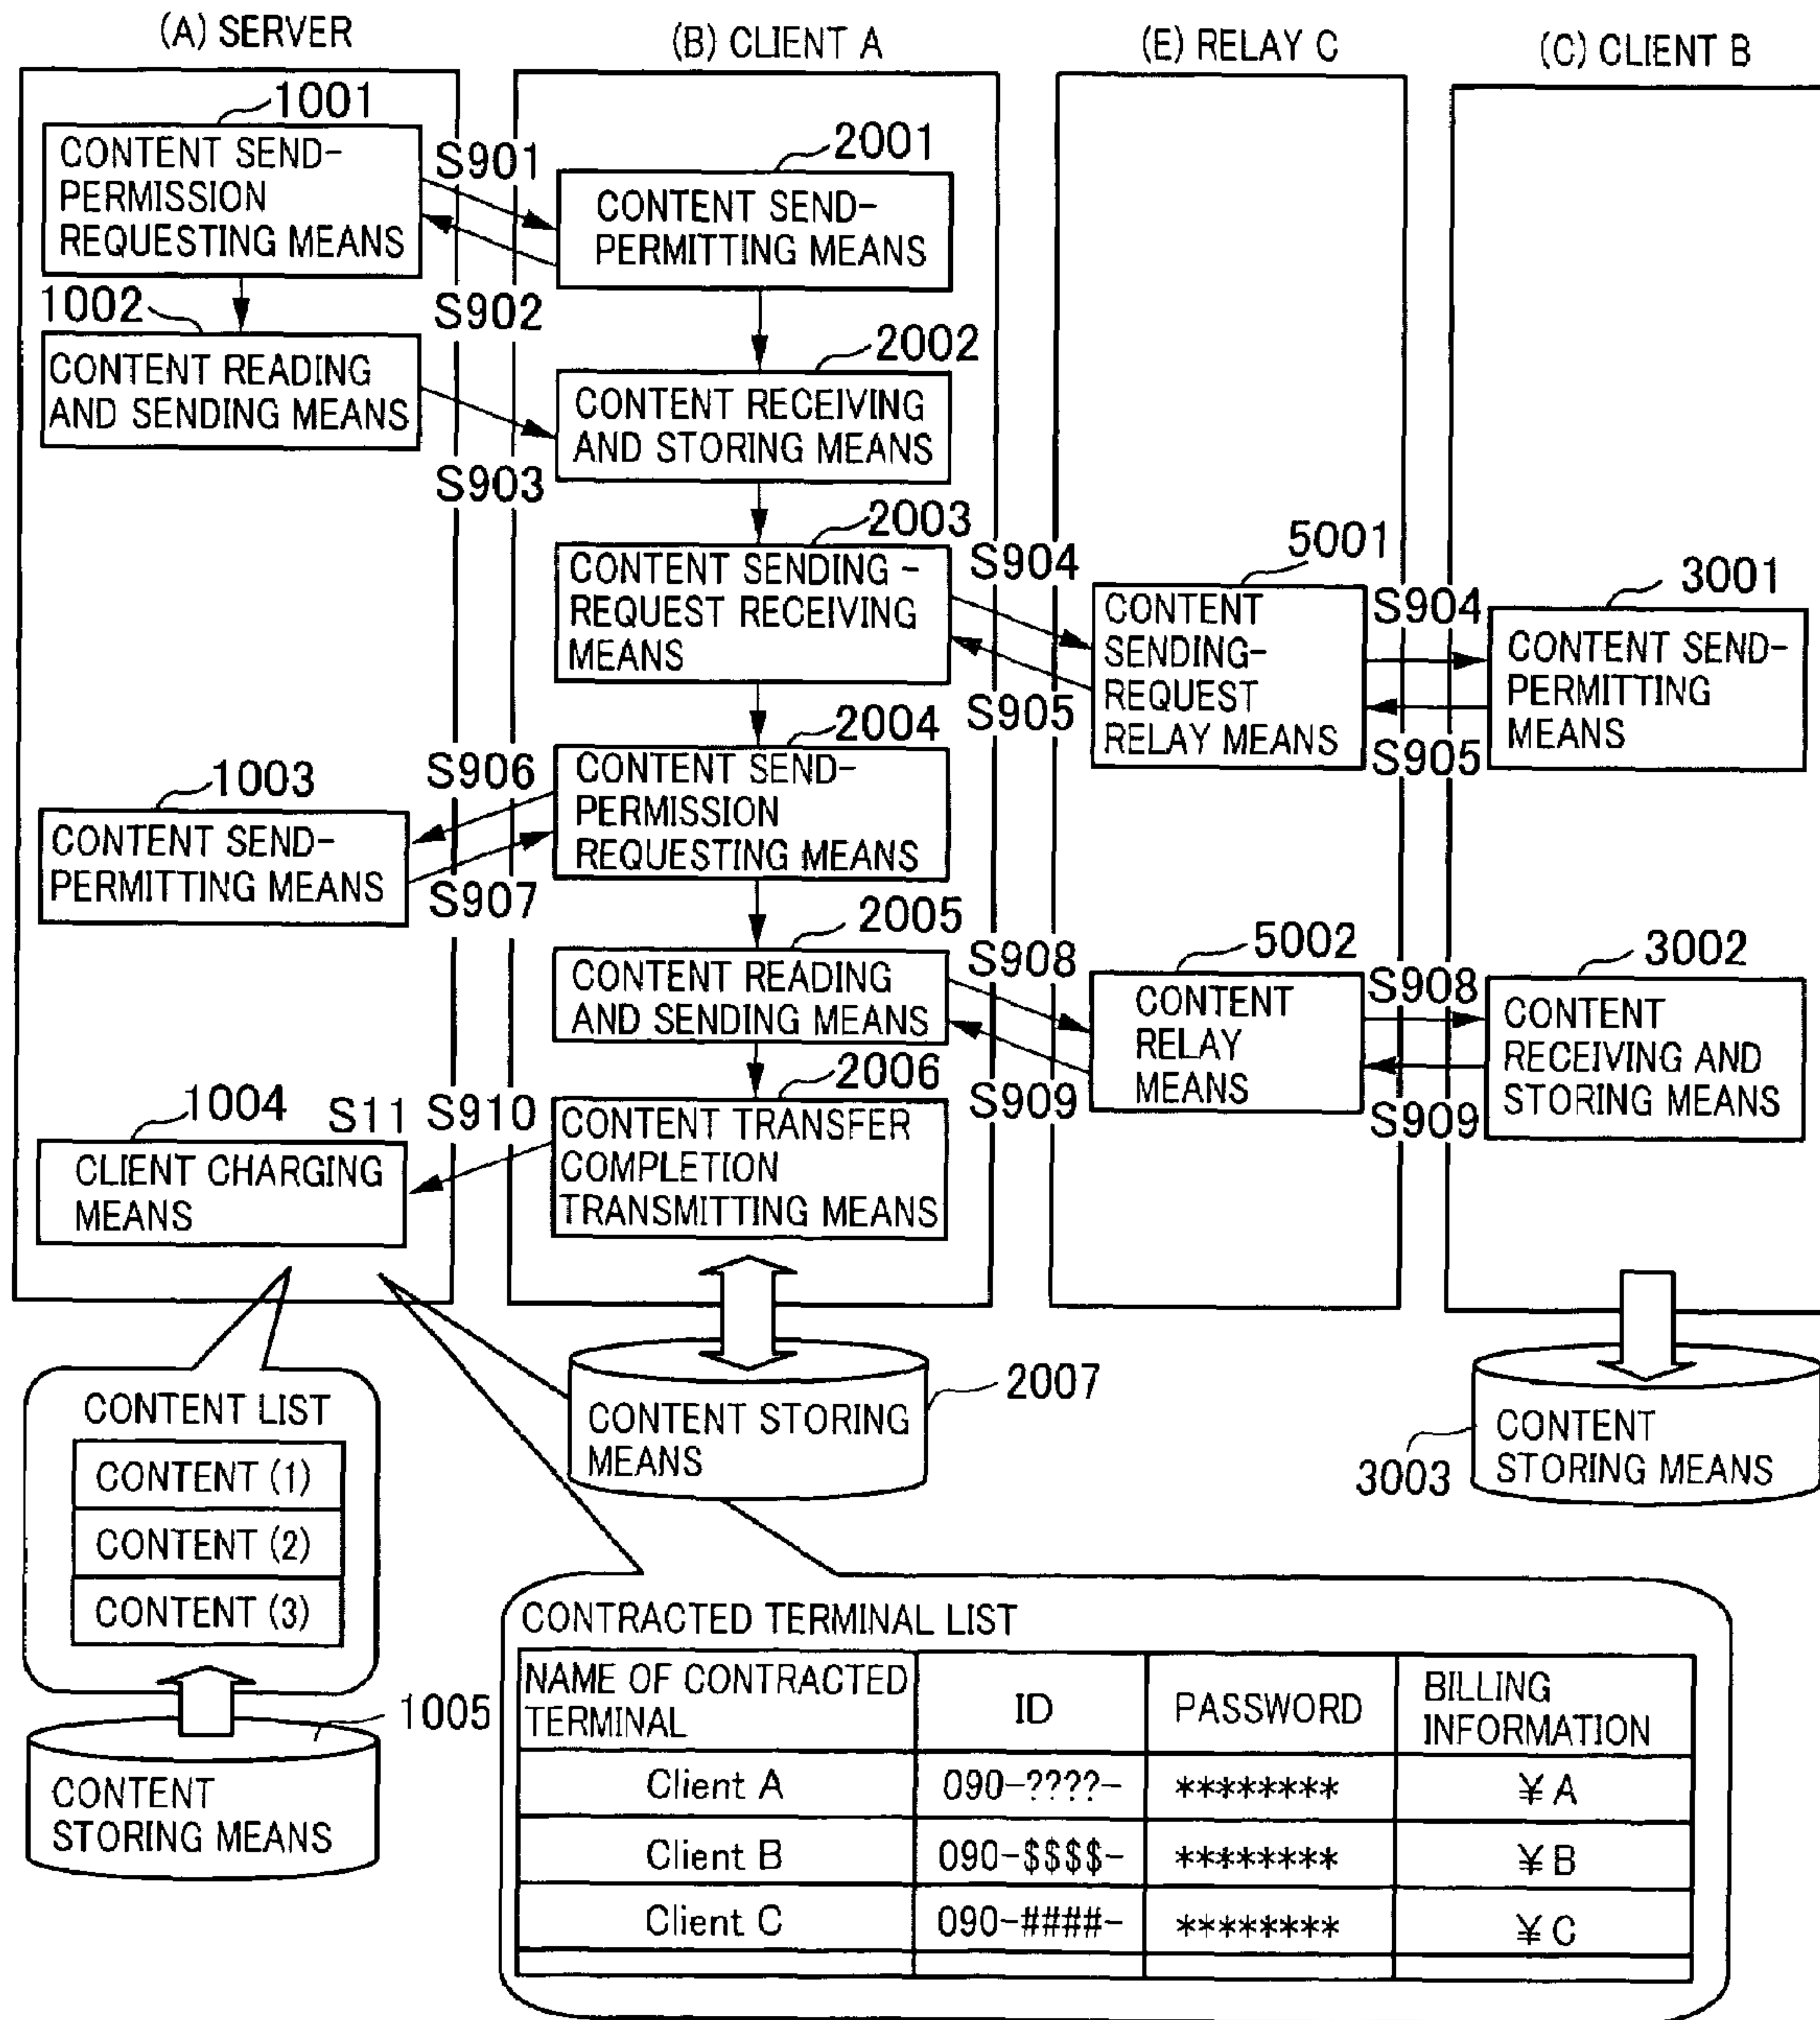 (A) SERVER
(B) CLIENT A
(E) RELAY C
(C) CLIENT B
1001
CONTENT SEND-
PERMISSION
REQUESTING MEANS
S901
S902
2001
CONTENT SEND-
PERMITTING MEANS
1002
CONTENT READING
AND SENDING MEANS
S903
2002
CONTENT RECEIVING
AND STORING MEANS
2003
CONTENT SENDING -
REQUEST RECEIVING
MEANS
S904
S905
5001
CONTENT
SENDING-
REQUEST
RELAY MEANS
S904
S905
3001
CONTENT SEND-
PERMITTING
MEANS
1003
CONTENT SEND-
PERMITTING MEANS
S906
S907
2004
CONTENT SEND-
PERMISSION
REQUESTING MEANS
2005
CONTENT READING
AND SENDING MEANS
S908
S909
5002
CONTENT
RELAY
MEANS
S908
S909
3002
CONTENT
RECEIVING AND
STORING MEANS
1004
S11
S910
CLIENT CHARGING
MEANS
2006
CONTENT TRANSFER
COMPLETION
TRANSMITTING MEANS
CONTENT LIST
CONTENT (1)
CONTENT (2)
CONTENT (3)
1005
CONTENT
STORING MEANS
2007
CONTENT STORING
MEANS
3003
CONTENT
STORING MEANS
CONTRACTED TERMINAL LIST
NAME OF CONTRACTED
TERMINAL
ID
PASSWORD
BILLING
INFORMATION
Client A 090-????- ******** ¥ A
Client B 090-$$$$- ******** ¥ B
Client C 090-####- ******** ¥ C